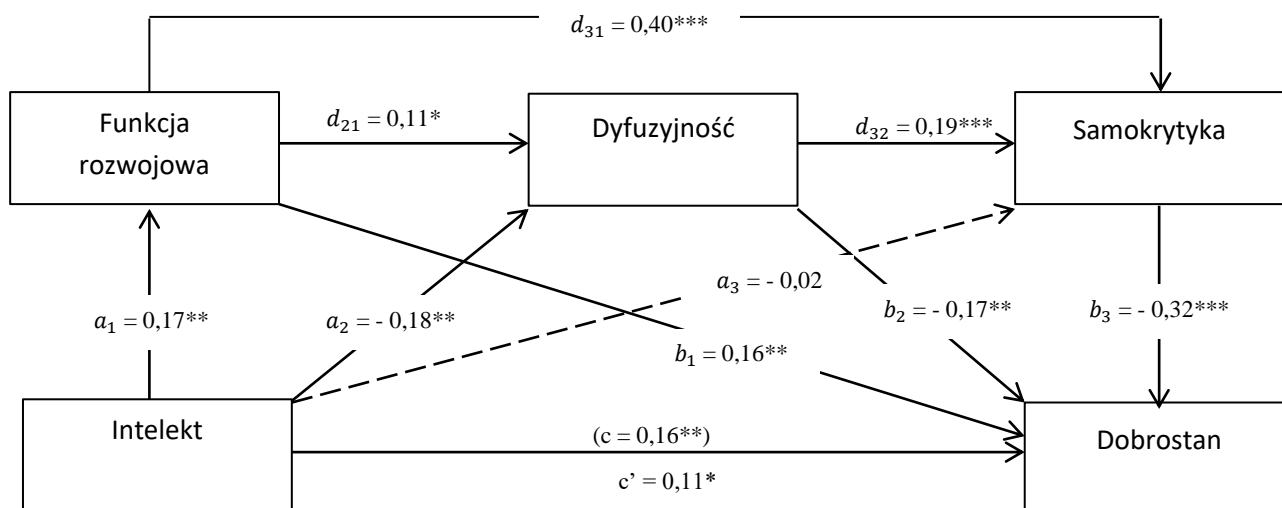 d₃₁ = 0,40***
Funkcja
rozwojowa
d₂₁ = 0,11*
Dyfuzyjność
d₃₂ = 0,19***
Samokrytyka
a₁ = 0,17**
a₂ = - 0,18**
a₃ = - 0,02
b₁ = 0,16**
b₂ = - 0,17**
b₃ = - 0,32***
Intelekt
(c = 0,16**)
c’ = 0,11*
Dobrostan